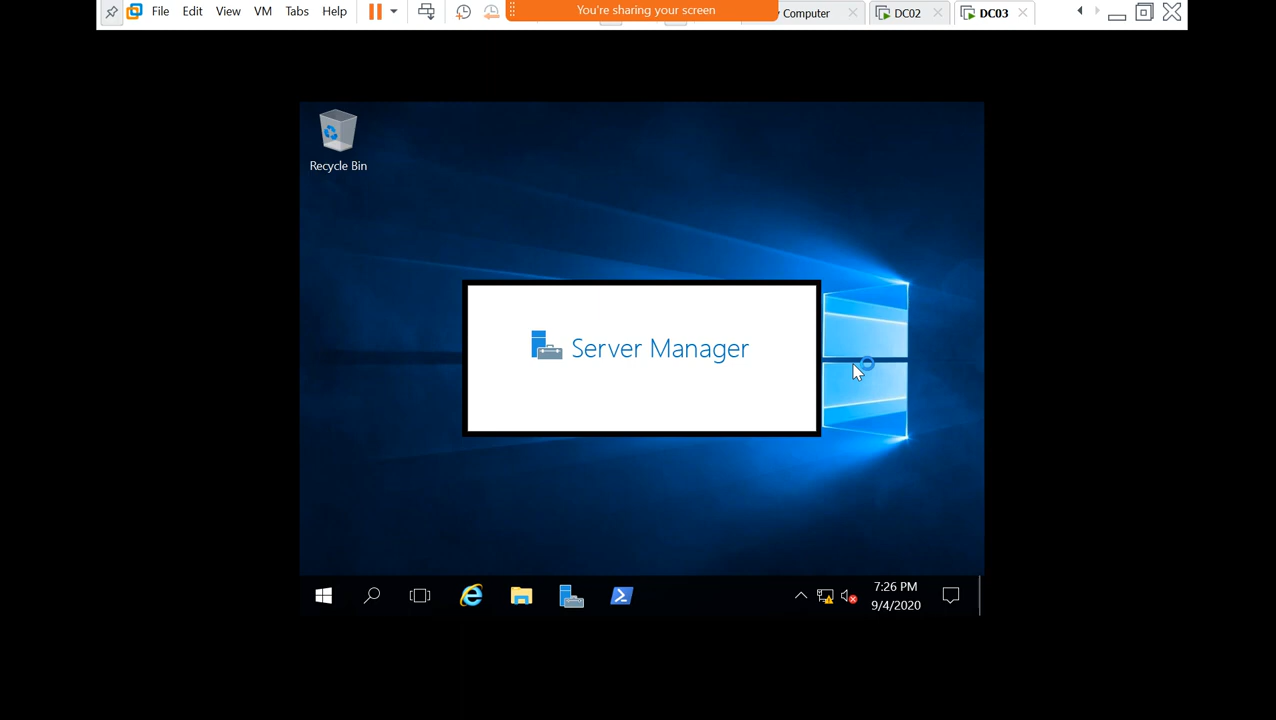 File Edit View VM Tabs Help
You're sharing your screen
Computer
DC02
DC03
Recycle Bin
Server Manager
7:26 PM
9/4/2020